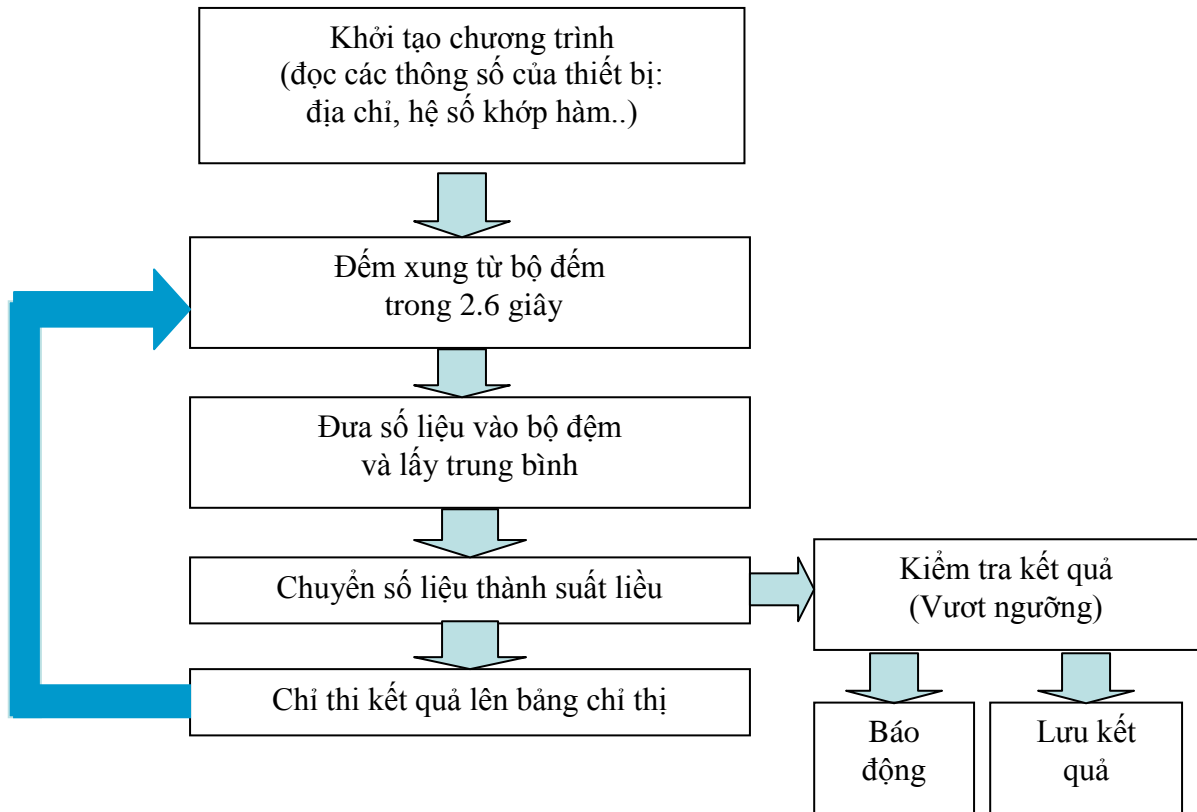 Khởi tạo chương trình
(đọc các thông số của thiết bị:
địa chỉ, hệ số khớp hàm..)
Đếm xung từ bộ đếm
trong 2.6 giây
Đưa số liệu vào bộ đệm
và lấy trung bình
Chuyển số liệu thành suất liều
Kiểm tra kết quả
(Vươt ngưỡng)
Chỉ thi kết quả lên bảng chỉ thị
Báo
động
Lưu kết
quả